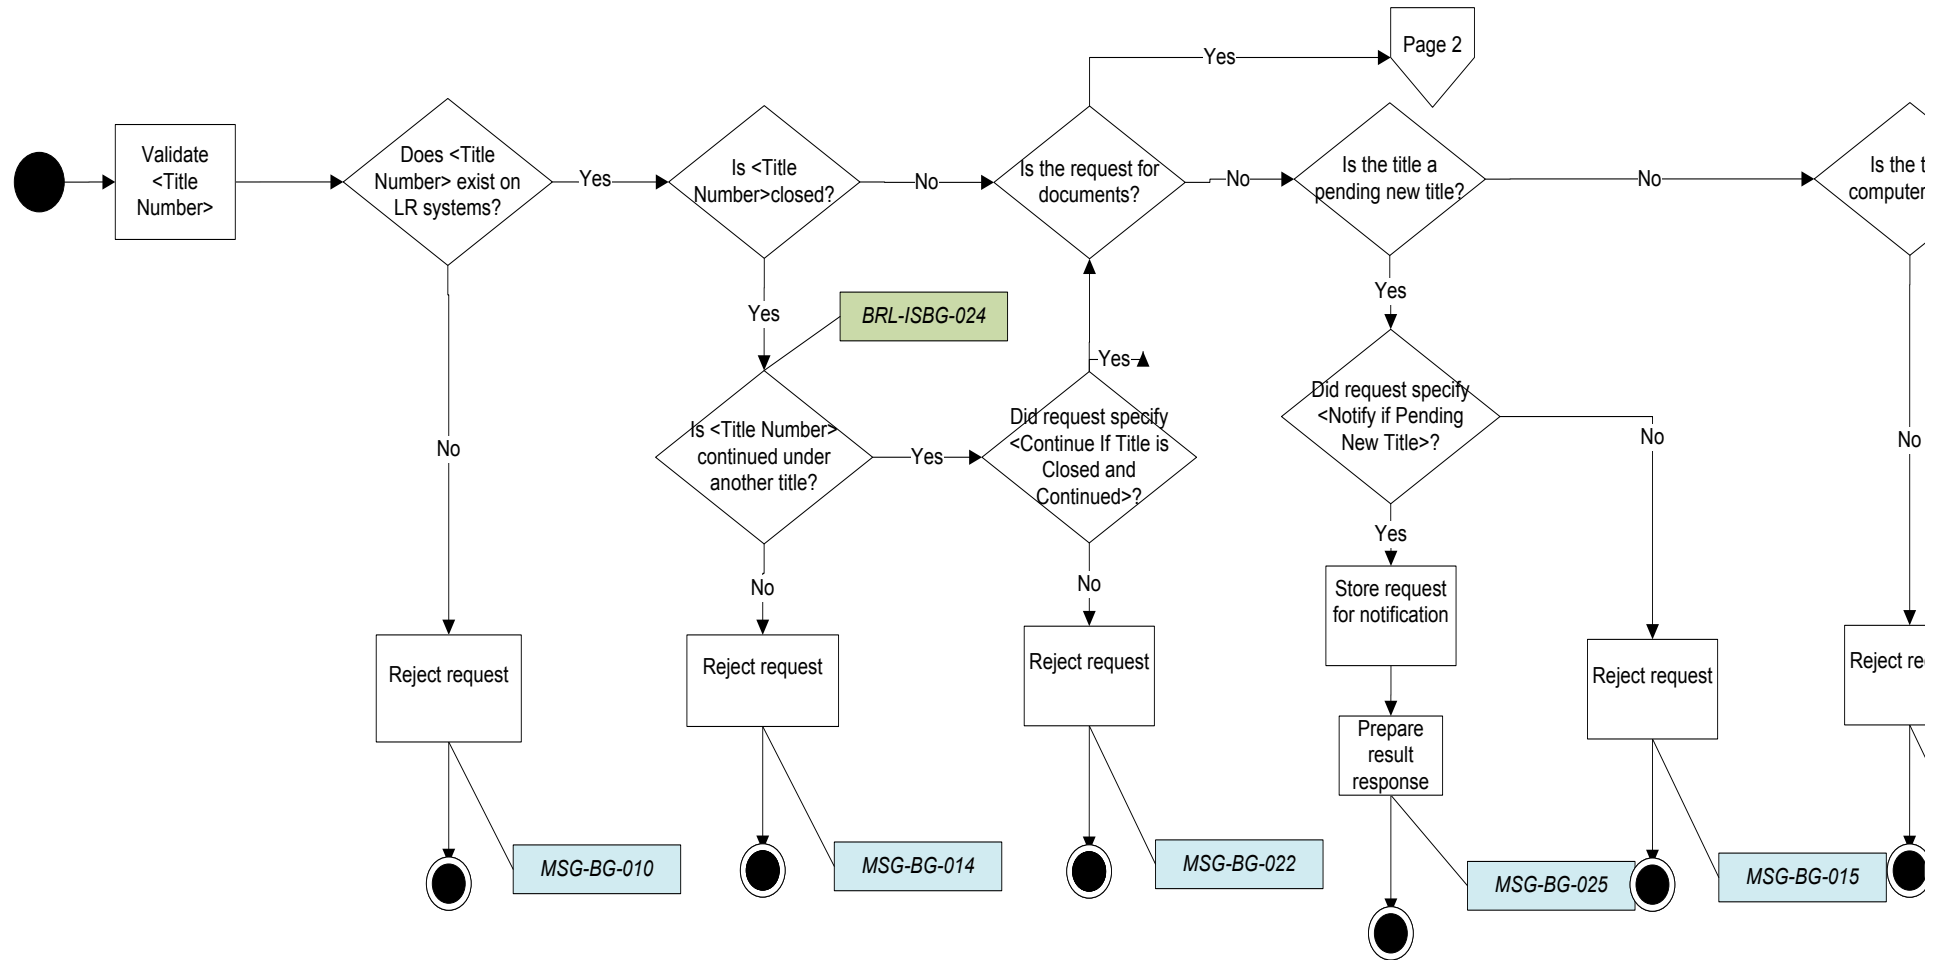 Page 2
Yes
Validate
<Title
Number>
Does <Title
Number> exist on
LR systems?
Yes
Is <Title
Number>closed?
No
Is the request for
documents?
No
Is the title a
pending new title?
No
Is the
computer
Yes
BRL-ISBG-024
Yes
Yes
Is <Title Number>
continued under
another title?
Yes
Did request specify
<Continue If Title is
Closed and
Continued>?
Did request specify
<Notify if Pending
New Title>?
No
No
No
No
No
Yes
Store request
for notification
Reject request
Reject request
Reject request
Reject request
Reject
Prepare
result
response
MSG-BG-010
MSG-BG-014
MSG-BG-022
MSG-BG-025
MSG-BG-015